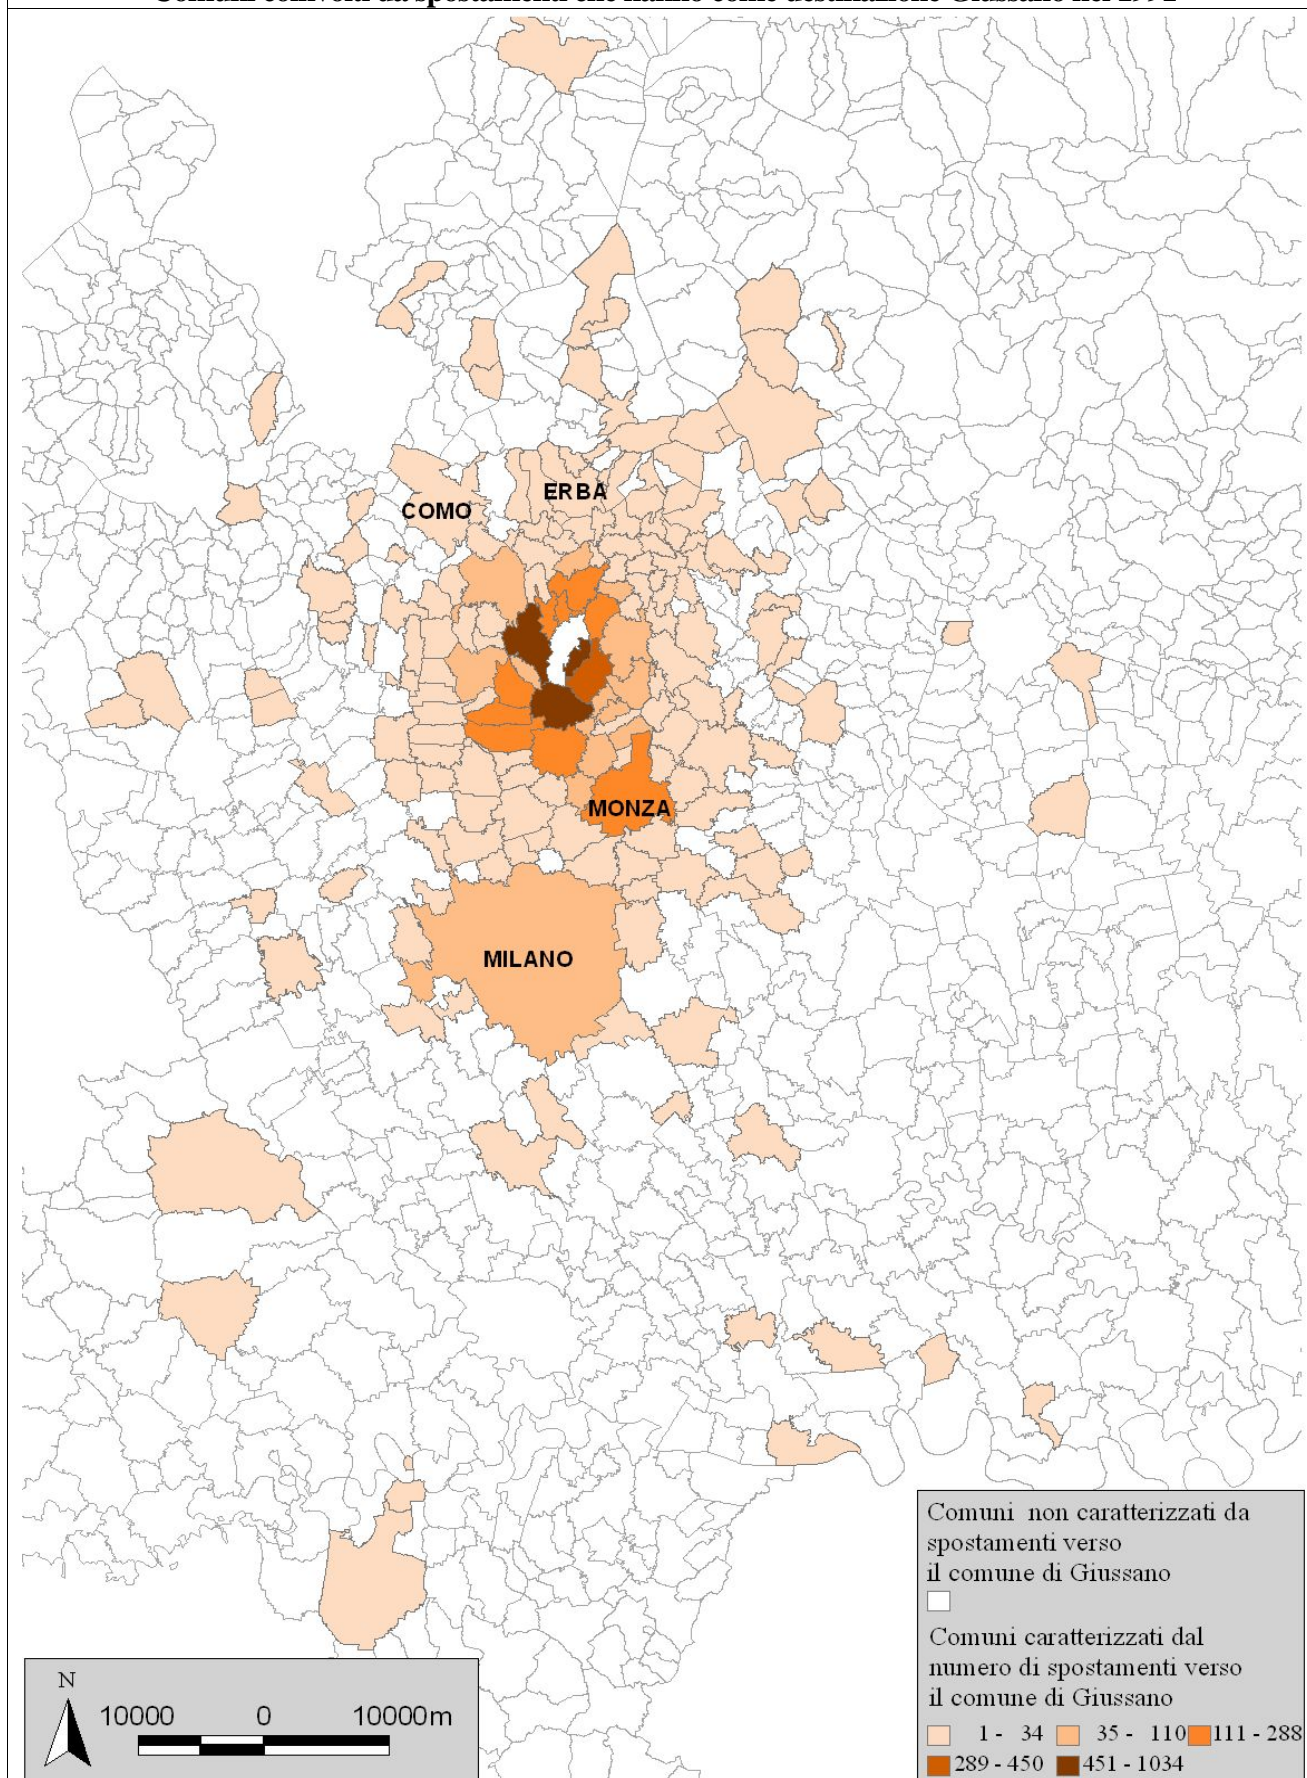 COMO
ERBA
MONZA
MILANO
Comuni non caratterizzati da
spostamenti verso
il comune di Giussano
Comuni caratterizzati dal
numero di spostamenti verso
il comune di Giussano
1 - 34 35 - 110 111 - 288
289 - 450 451 - 1034
N
10000 0 10000m